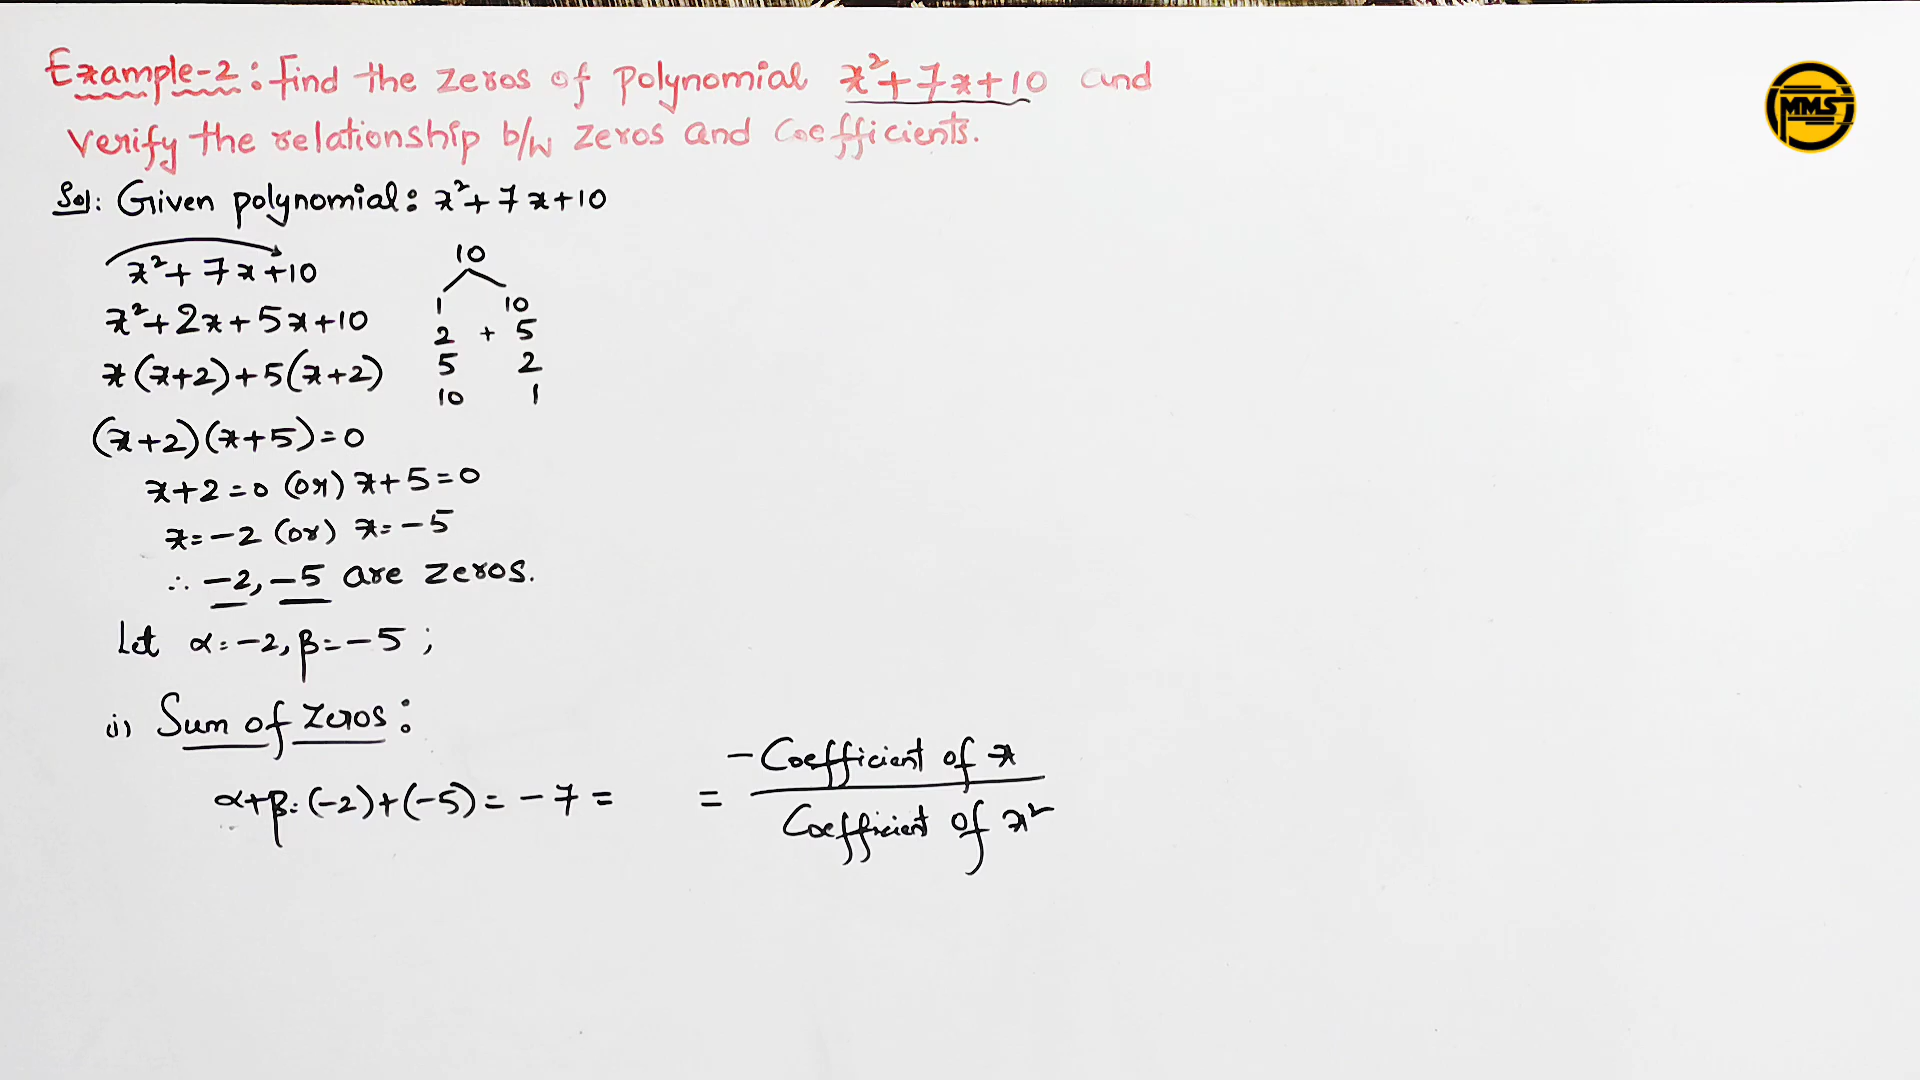 Example-2: Find the zeros of polynomial x²+7x+10 and
verify the relationship b/w zeros and coefficients.
Sol: Given polynomial: x²+7x+10
x²+7x+10
x²+2x+5x+10
x(x+2)+5(x+2)
(x+2)(x+5)=0
x+2=0 (or) x+5=0
x=-2 (or) x=-5
∴ -2, -5 are zeros.
10
1 10
2 + 5
5 2
10 1
Let α=-2, β=-5 ;
i) Sum of zeros:
α+β=(-2)+(-5)=-7= = -Coefficient of x / Coefficient of x²
MMS